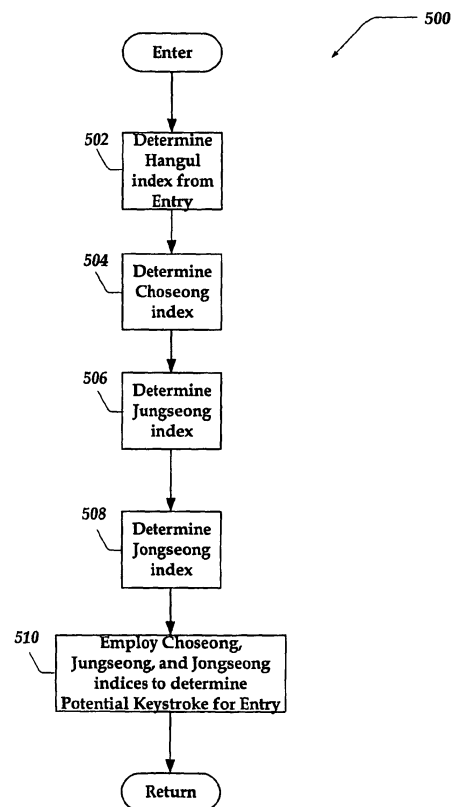 500
Enter
502
Determine
Hangul
index from
Entry
504
Determine
Choseong
index
506
Determine
Jungseong
index
508
Determine
Jongseong
index
510
Employ Choseong,
Jungseong, and Jongseong
indices to determine
Potential Keystroke for Entry
Return